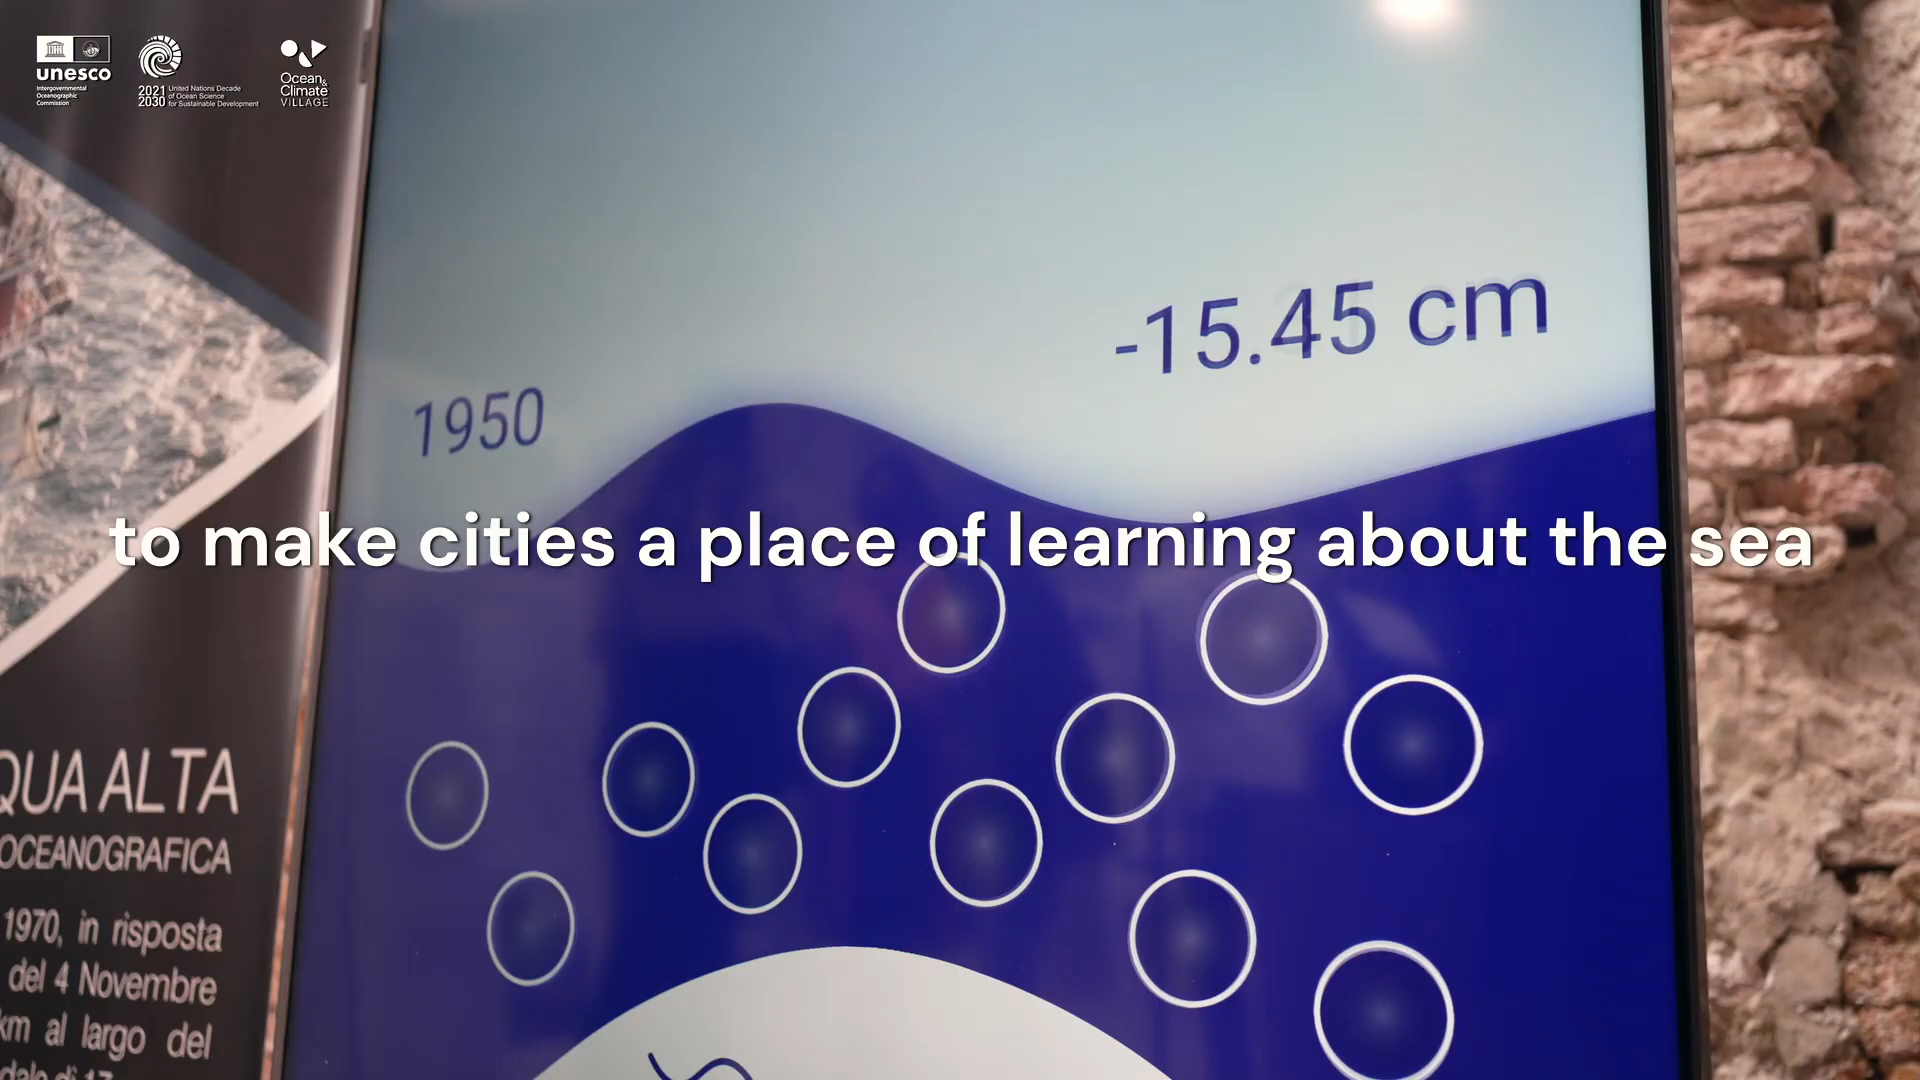 unesco
Intergovernmental
Oceanographic
Commission
2021
2030
United Nations Decade
of Ocean Science
for Sustainable Development
Ocean&
Climate
VILLAGE
-15.45 cm
1950
to make cities a place of learning about the sea
QUA ALTA
OCEANOGRAFICA
1970, in risposta
del 4 Novembre
km al largo del